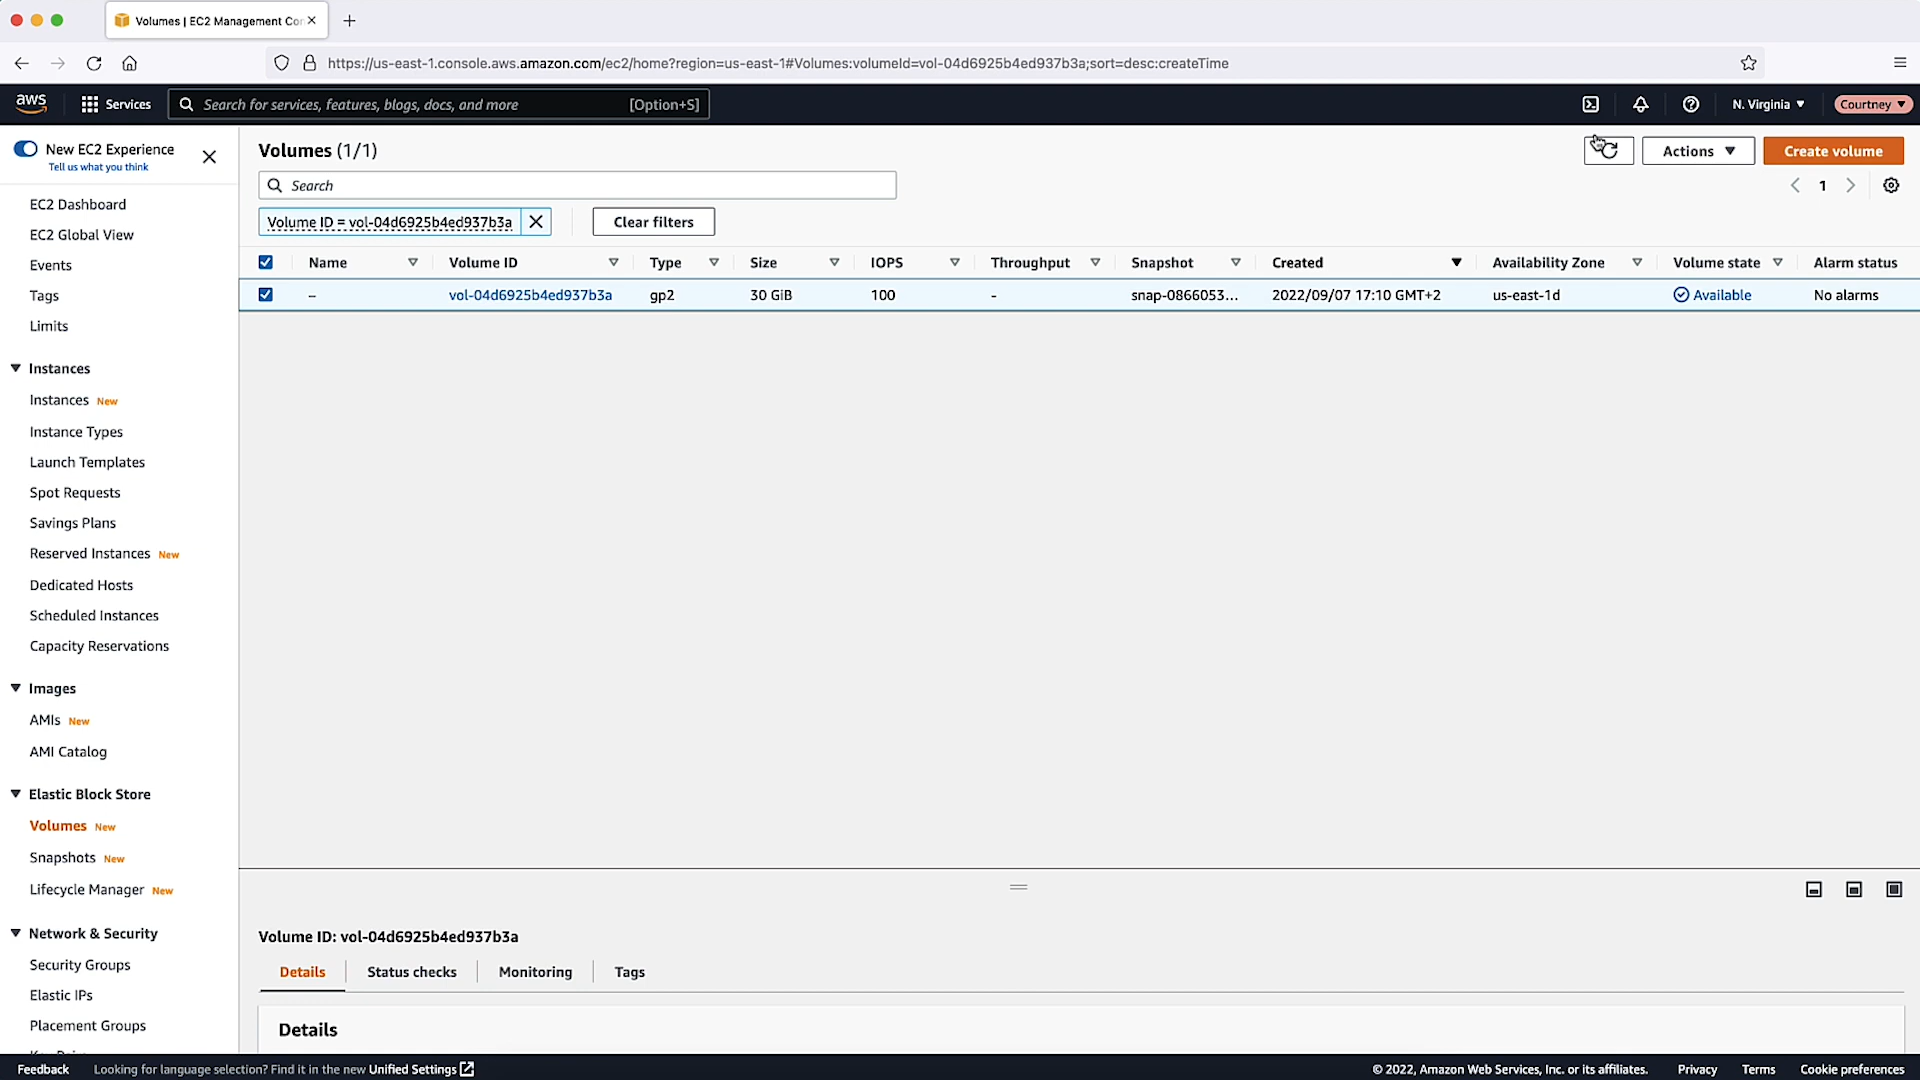 Volumes | EC2 Management Con
https://us-east-1.console.aws.amazon.com/ec2/home?region=us-east-1#Volumes:volumeId=vol-04d6925b4ed937b3a;sort=desc:createTime
aws
Services
Search for services, features, blogs, docs, and more
[Option+S]
N. Virginia
Courtney
New EC2 Experience
Tell us what you think
EC2 Dashboard
EC2 Global View
Events
Tags
Limits
Instances
Instances New
Instance Types
Launch Templates
Spot Requests
Savings Plans
Reserved Instances New
Dedicated Hosts
Scheduled Instances
Capacity Reservations
Images
AMIs New
AMI Catalog
Elastic Block Store
Volumes New
Snapshots New
Lifecycle Manager New
Network & Security
Security Groups
Elastic IPs
Placement Groups
Volumes (1/1)
Actions
Create volume
Search
1
Volume ID = vol-04d6925b4ed937b3a
Clear filters
Name Volume ID Type Size IOPS Throughput Snapshot Created Availability Zone Volume state Alarm status
– vol-04d6925b4ed937b3a gp2 30 GiB 100 - snap-0866053... 2022/09/07 17:10 GMT+2 us-east-1d Available No alarms
Volume ID: vol-04d6925b4ed937b3a
Details
Status checks
Monitoring
Tags
Details
Feedback
Looking for language selection? Find it in the new Unified Settings
© 2022, Amazon Web Services, Inc. or its affiliates.
Privacy
Terms
Cookie preferences